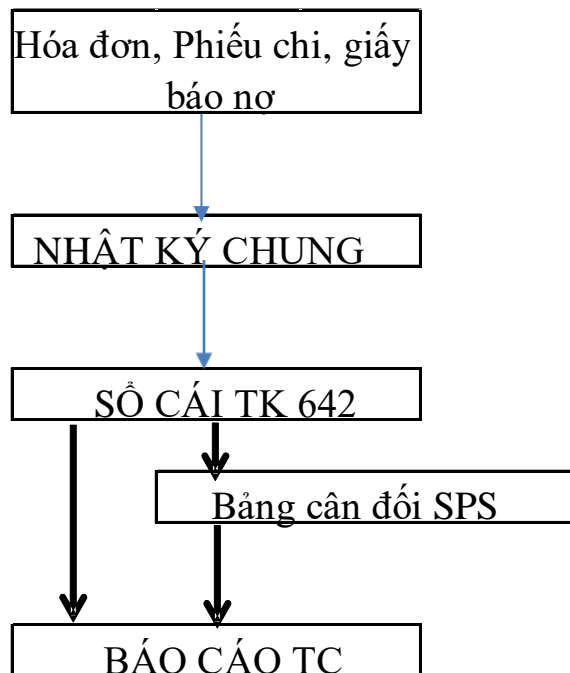 Hóa đơn, Phiếu chi, giấy
báo nợ
NHẬT KÝ CHUNG
SỔ CÁI TK 642
Bảng cân đối SPS
BÁO CÁO TC